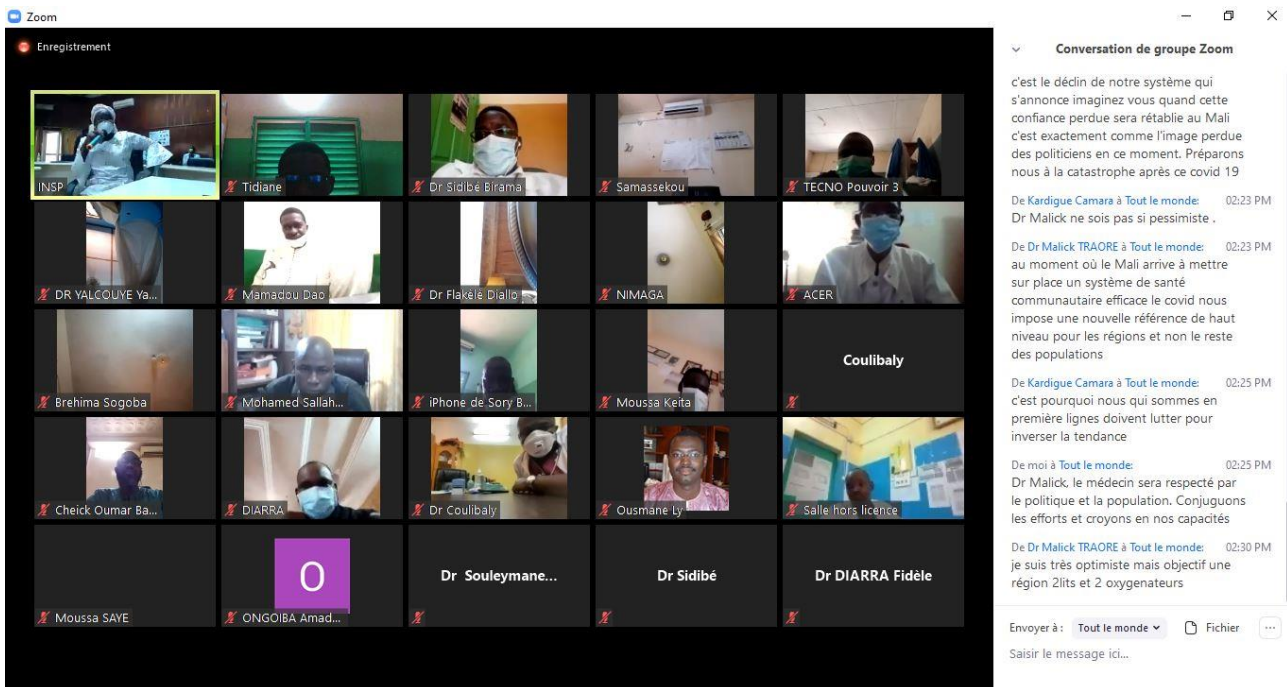 Zoom
Enregistrement
INSP
Tidiane
Dr Sidibé Birama
Samassekou
TECNO Pouvoir 3
DR YALCOUYE Ya...
Mamadou Dao
Dr Flakèlè Diallo
NIMAGA
ACER
Brehima Sogoba
Mohamed Sallah...
iPhone de Sory B...
Moussa Keita
Coulibaly
Cheick Oumar Ba...
DIARRA
Dr Coulibaly
Ousmane Ly
Salle hors licence
Moussa SAYE
O
ONGOIBA Amad...
Dr Souleymane...
Dr Sidibé
Dr DIARRA Fidèle
Conversation de groupe Zoom
c'est le déclin de notre système qui
s'annonce imaginez vous quand cette
confiance perdue sera rétablie au Mali
c'est exactement comme l'image perdue
des politiciens en ce moment. Préparons
nous à la catastrophe après ce covid 19
De Kardigue Camara à Tout le monde: 02:23 PM
Dr Malick ne sois pas si pessimiste .
De Dr Malick TRAORE à Tout le monde: 02:23 PM
au moment où le Mali arrive à mettre
sur place un système de santé
communautaire efficace le covid nous
impose une nouvelle référence de haut
niveau pour les régions et non le reste
des populations
De Kardigue Camara à Tout le monde: 02:25 PM
c'est pourquoi nous qui sommes en
première lignes doivent lutter pour
inverser la tendance
De moi à Tout le monde: 02:25 PM
Dr Malick, le médecin sera respecté par
le politique et la population. Conjuguons
les efforts et croyons en nos capacités
De Dr Malick TRAORE à Tout le monde: 02:30 PM
je suis très optimiste mais objectif une
région 2lits et 2 oxygenateurs
Envoyer à : Tout le monde Fichier ...
Saisir le message ici...